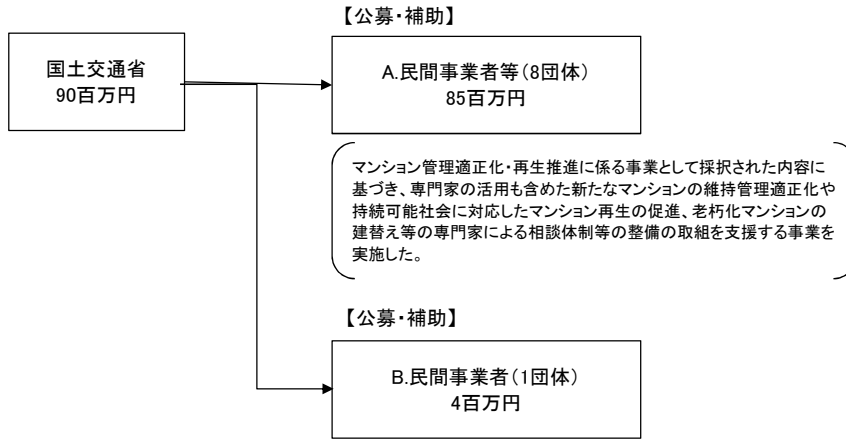 【公募・補助】
国土交通省
90百万円
A.民間事業者等(8団体)
85百万円
マンション管理適正化・再生推進に係る事業として採択された内容に
基づき、専門家の活用も含めた新たなマンションの維持管理適正化や
持続可能社会に対応したマンション再生の促進、老朽化マンションの
建替え等の専門家による相談体制等の整備の取組を支援する事業を
実施した。
【公募・補助】
B.民間事業者(1団体)
4百万円